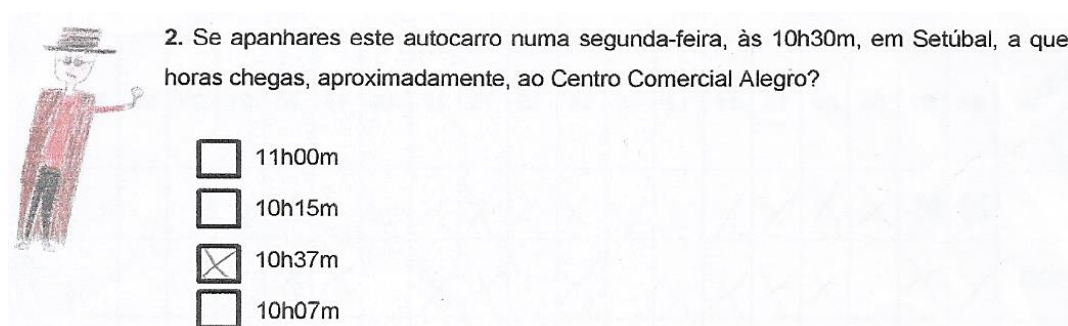 2. Se apanhares este autocarro numa segunda-feira, às 10h30m, em Setúbal, a que
horas chegas, aproximadamente, ao Centro Comercial Alegro?
11h00m
10h15m
10h37m
10h07m